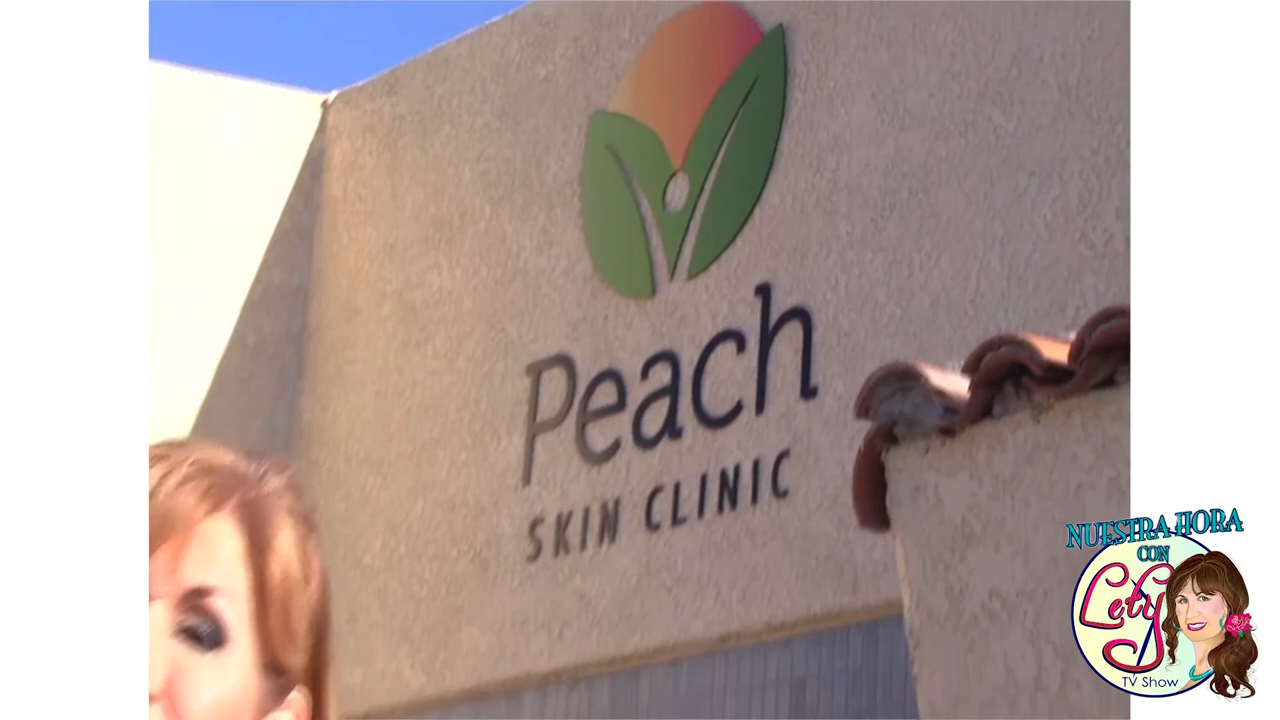 Peach
SKIN CLINIC
NUESTRA HORA
CON
Lety
TV Show